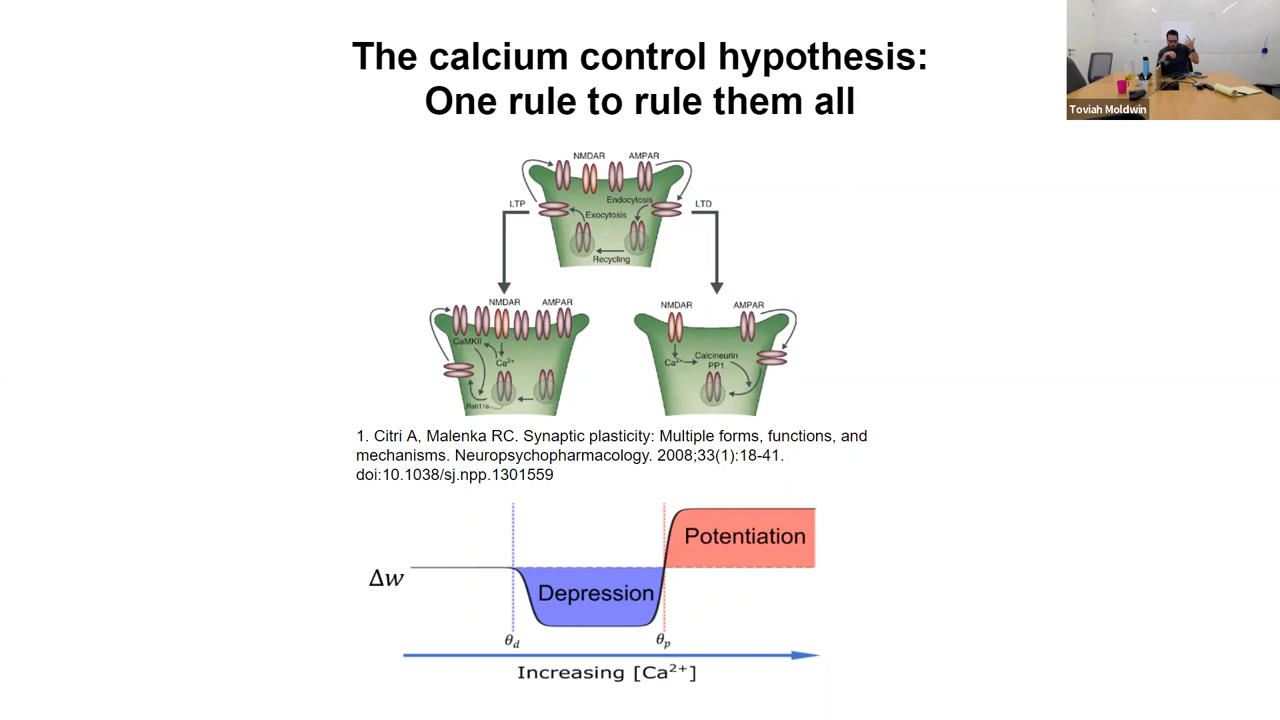 The calcium control hypothesis:
One rule to rule them all
Toviah Moldwin
NMDAR AMPAR
Endocytosis
LTP
LTD
Exocytosis
Recycling
NMDAR AMPAR
NMDAR AMPAR
CaMKII
Ca²⁺
Rab11a
Ca²⁺
Calcineurin
PP1
1. Citri A, Malenka RC. Synaptic plasticity: Multiple forms, functions, and
mechanisms. Neuropsychopharmacology. 2008;33(1):18-41.
doi:10.1038/sj.npp.1301559
Potentiation
Δw
Depression
θd θp
Increasing [Ca²⁺]